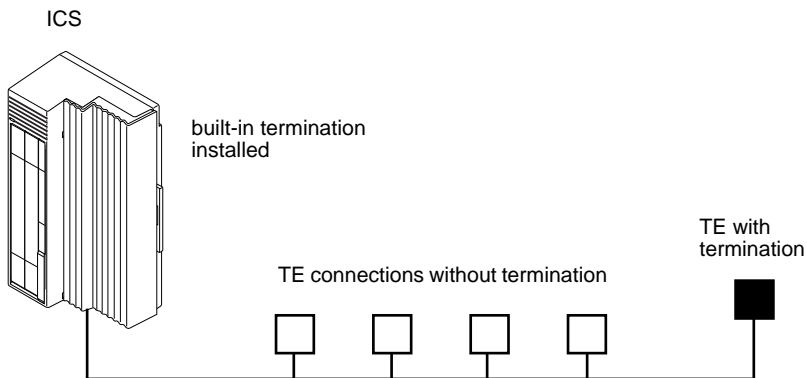 ICS
built-in termination
installed
TE with
termination
TE connections without termination